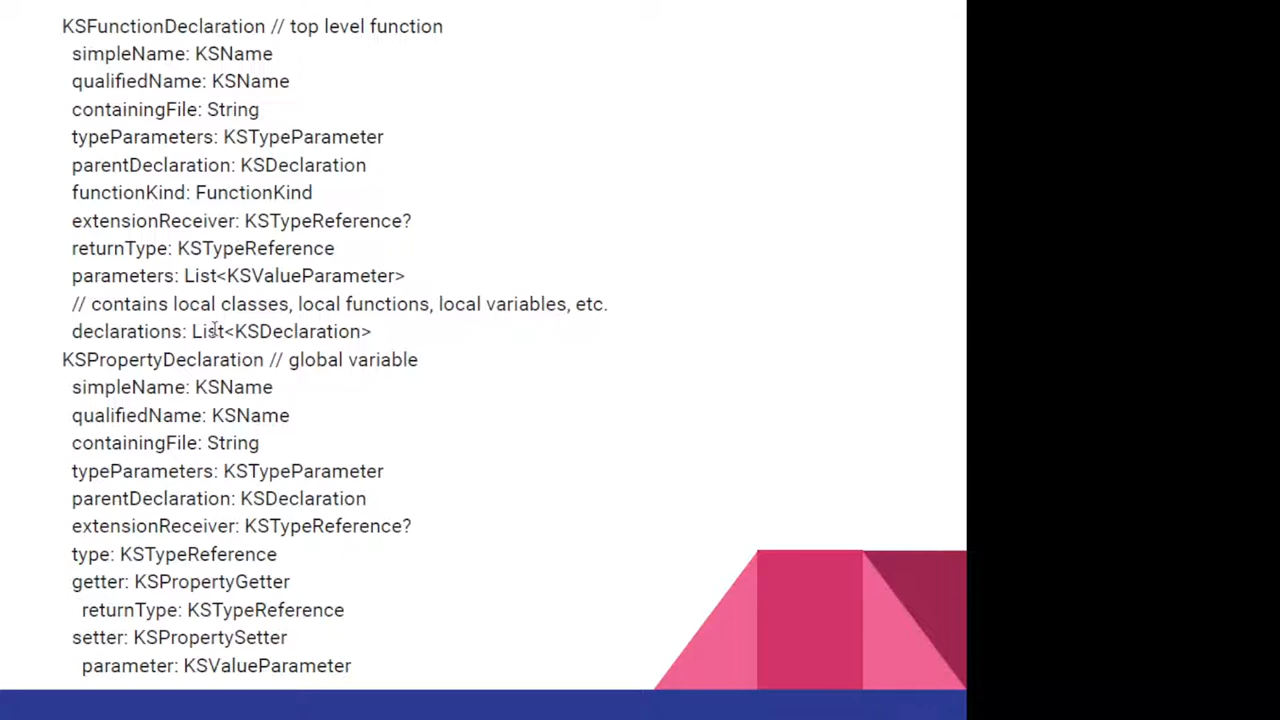 KSFunctionDeclaration // top level function
simpleName: KSName
qualifiedName: KSName
containingFile: String
typeParameters: KSTypeParameter
parentDeclaration: KSDeclaration
functionKind: FunctionKind
extensionReceiver: KSTypeReference?
returnType: KSTypeReference
parameters: List<KSValueParameter>
// contains local classes, local functions, local variables, etc.
declarations: List<KSDeclaration>
KSPropertyDeclaration // global variable
simpleName: KSName
qualifiedName: KSName
containingFile: String
typeParameters: KSTypeParameter
parentDeclaration: KSDeclaration
extensionReceiver: KSTypeReference?
type: KSTypeReference
getter: KSPropertyGetter
returnType: KSTypeReference
setter: KSPropertySetter
parameter: KSValueParameter